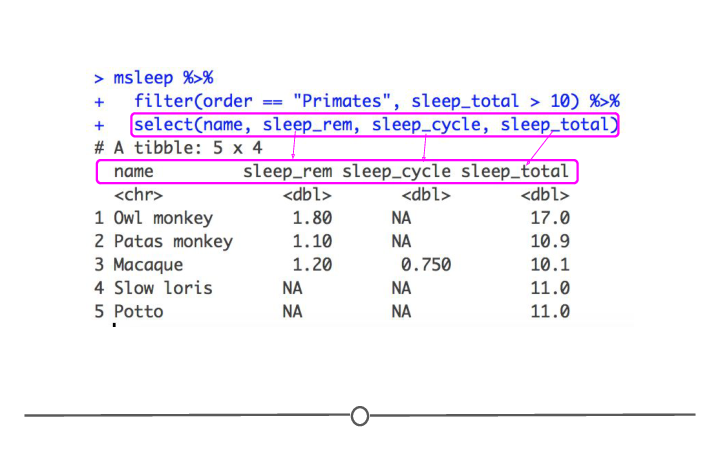 > msleep %>%
+   filter(order == "Primates", sleep_total > 10) %>%
+   select(name, sleep_rem, sleep_cycle, sleep_total)
# A tibble: 5 x 4
  name         sleep_rem sleep_cycle sleep_total
  <chr>            <dbl>       <dbl>       <dbl>
1 Owl monkey        1.80      NA            17.0
2 Patas monkey      1.10      NA            10.9
3 Macaque           1.20       0.750        10.1
4 Slow loris       NA         NA            11.0
5 Potto            NA         NA            11.0